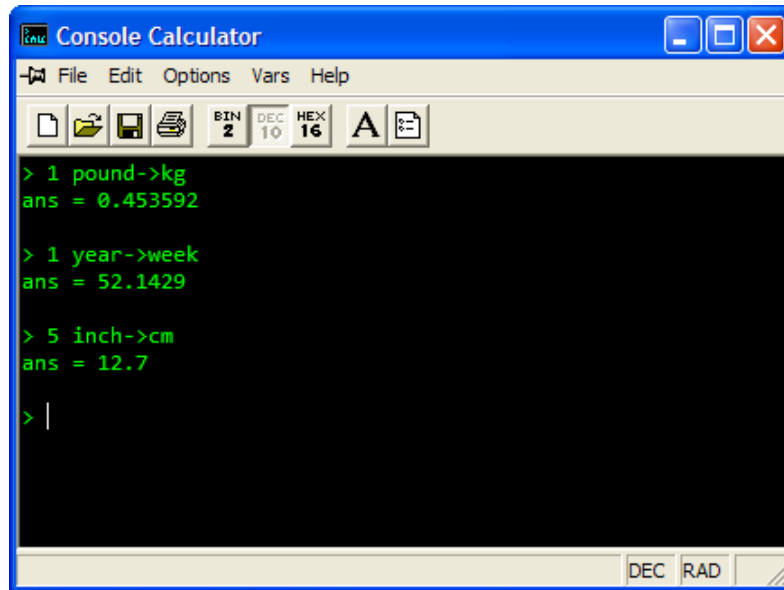 Console Calculator
File Edit Options Vars Help
BIN 2 DEC 10 HEX 16 A
> 1 pound->kg
ans = 0.453592
> 1 year->week
ans = 52.1429
> 5 inch->cm
ans = 12.7
>
DEC RAD